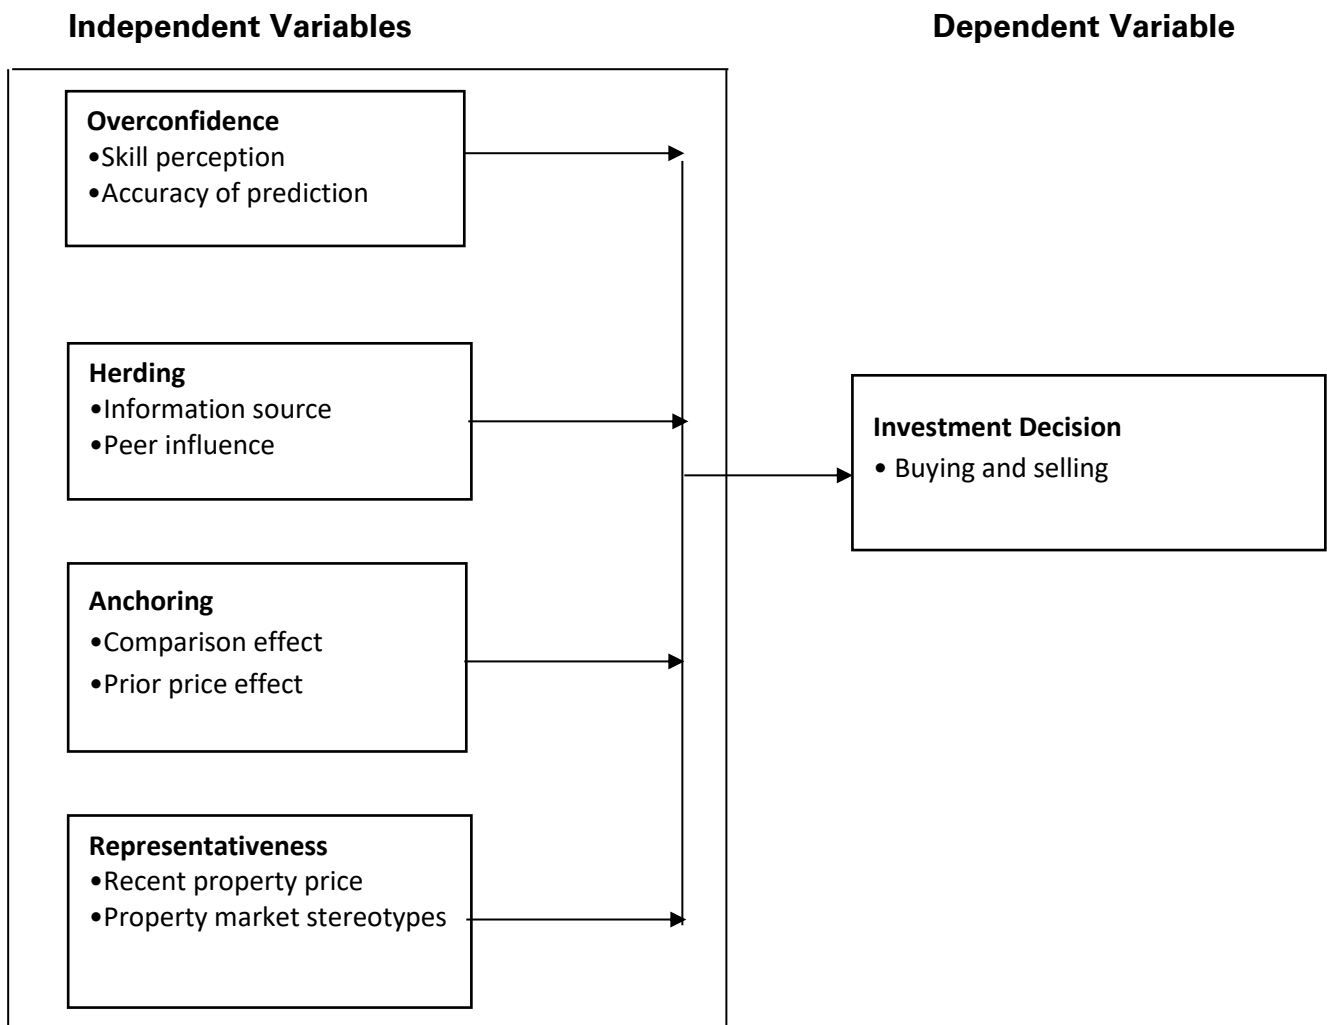 Independent Variables
Dependent Variable
Overconfidence
•Skill perception
•Accuracy of prediction
Herding
•Information source
•Peer influence
Investment Decision
• Buying and selling
Anchoring
•Comparison effect
•Prior price effect
Representativeness
•Recent property price
•Property market stereotypes